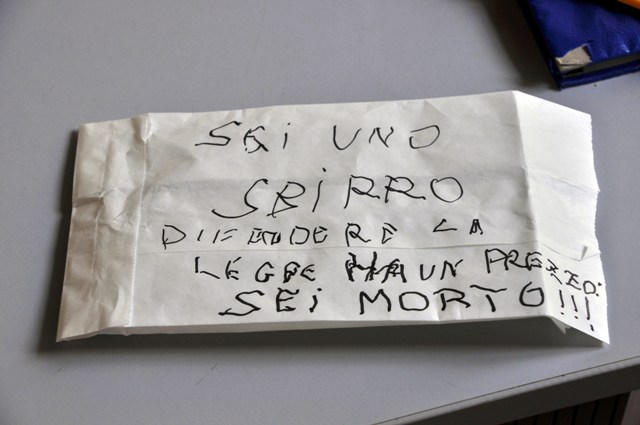 SEI UNO
SBIRRO
DIFENDERE LA
LEGGE HA UN PREZZO:
SEI MORTO!!!